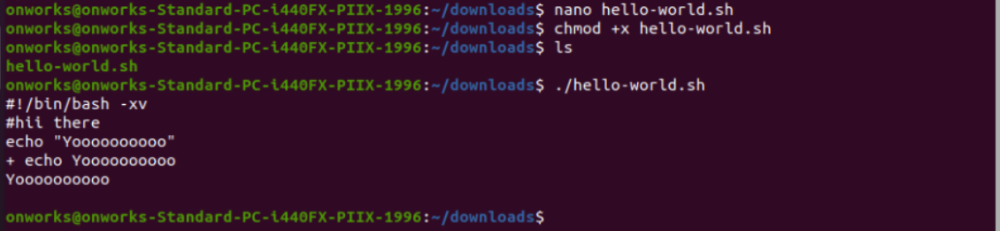 onworks@onworks-Standard-PC-i440FX-PIIX-1996:~/downloads$ nano hello-world.sh
onworks@onworks-Standard-PC-i440FX-PIIX-1996:~/downloads$ chmod +x hello-world.sh
onworks@onworks-Standard-PC-i440FX-PIIX-1996:~/downloads$ ls
hello-world.sh
onworks@onworks-Standard-PC-i440FX-PIIX-1996:~/downloads$ ./hello-world.sh
#!/bin/bash -xv
#hii there
echo "Yoooooooooo"
+ echo Yoooooooooo
Yoooooooooo
onworks@onworks-Standard-PC-i440FX-PIIX-1996:~/downloads$